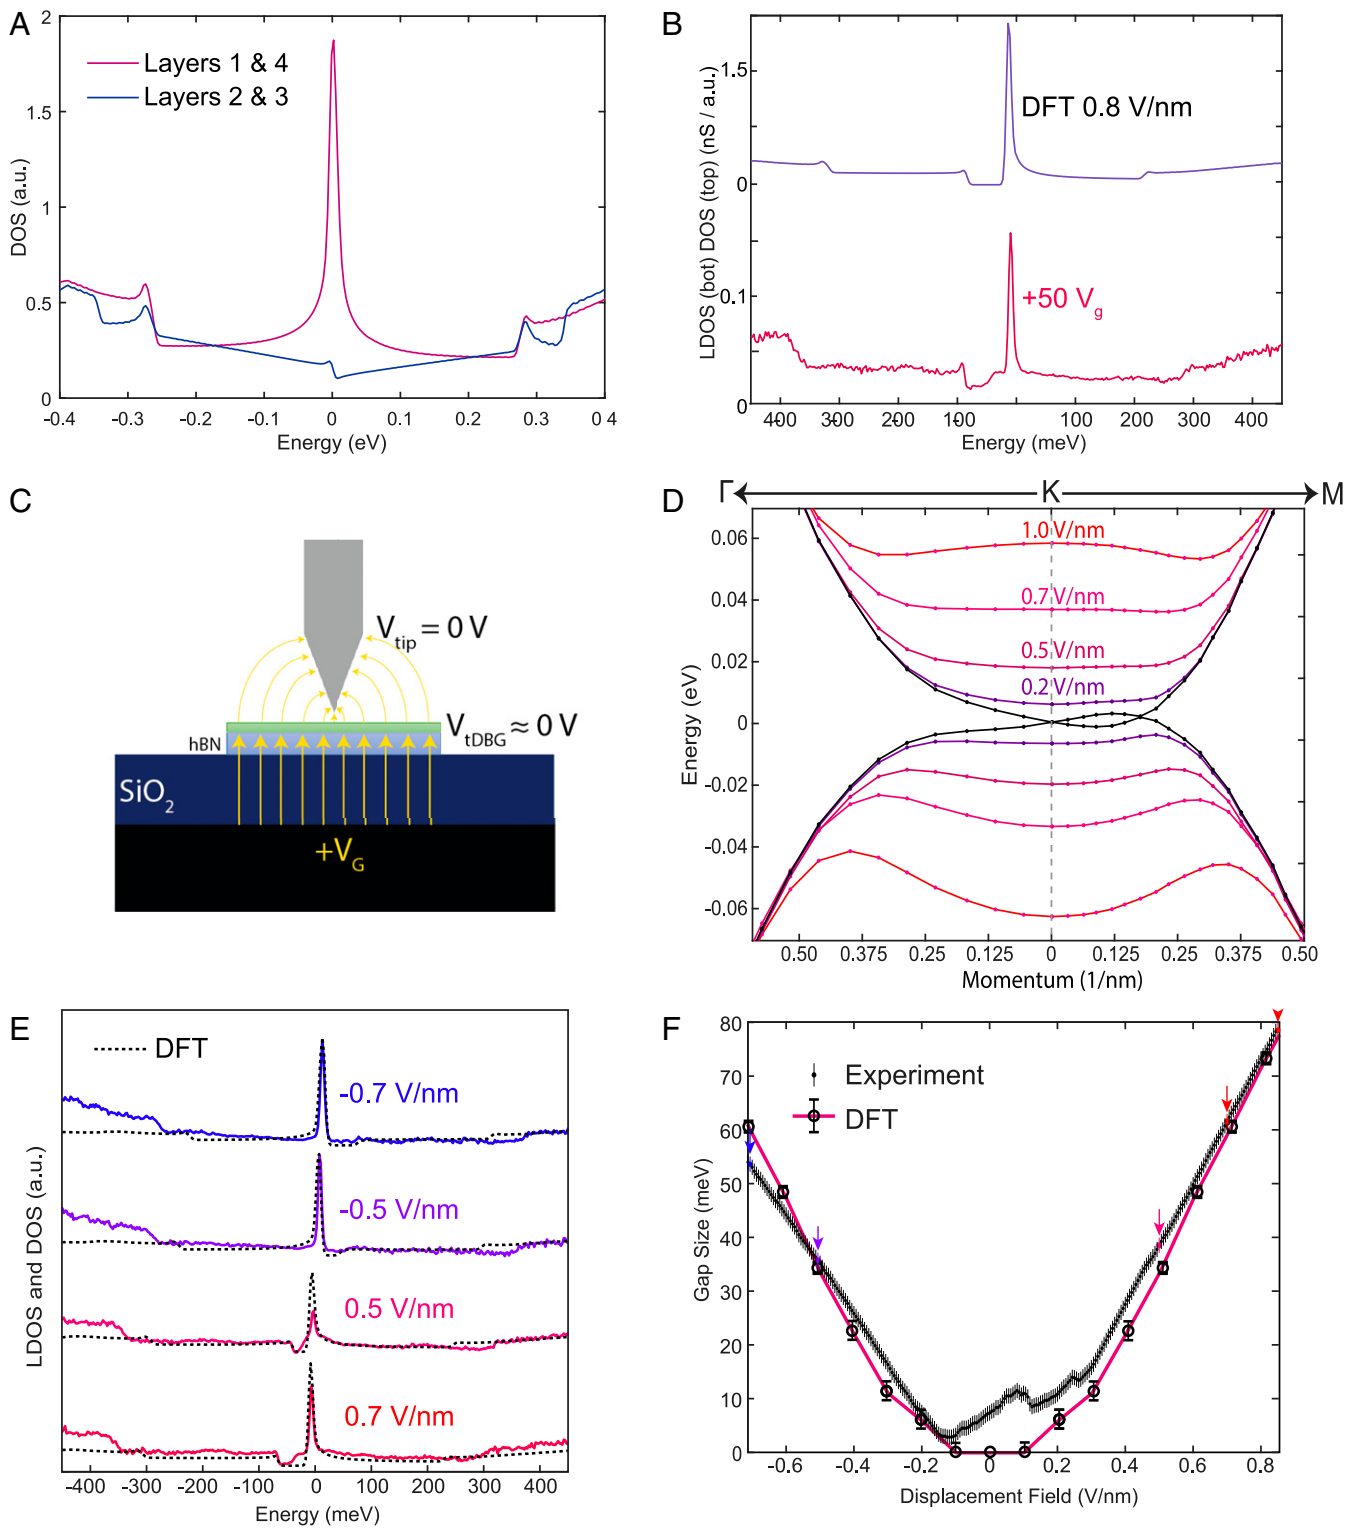 A
2
1.5
1
0.5
0
DOS (a.u.)
Layers 1 & 4
Layers 2 & 3
-0.4 -0.3 -0.2 -0.1 0 0.1 0.2 0.3 0 4
Energy (eV)
B
LDOS (bot) DOS (top) (nS / a.u.)
1.5
0
0.1
0
DFT 0.8 V/nm
+50 Vg
400 300 200 100 100 200 300 400
Energy (meV)
C
Vtip = 0 V
VtDBG ≈ 0 V
hBN
SiO2
+VG
D
Γ K M
0.06
0.04
0.02
0
-0.02
-0.04
-0.06
Energy (eV)
1.0 V/nm
0.7 V/nm
0.5 V/nm
0.2 V/nm
0.50 0.375 0.25 0.125 0 0.125 0.25 0.375 0.50
Momentum (1/nm)
E
LDOS and DOS (a.u.)
DFT
-0.7 V/nm
-0.5 V/nm
0.5 V/nm
0.7 V/nm
-400 -300 -200 -100 0 100 200 300 400
Energy (meV)
F
80
70
60
50
40
30
20
10
0
Gap Size (meV)
Experiment
DFT
-0.6 -0.4 -0.2 0 0.2 0.4 0.6 0.8
Displacement Field (V/nm)